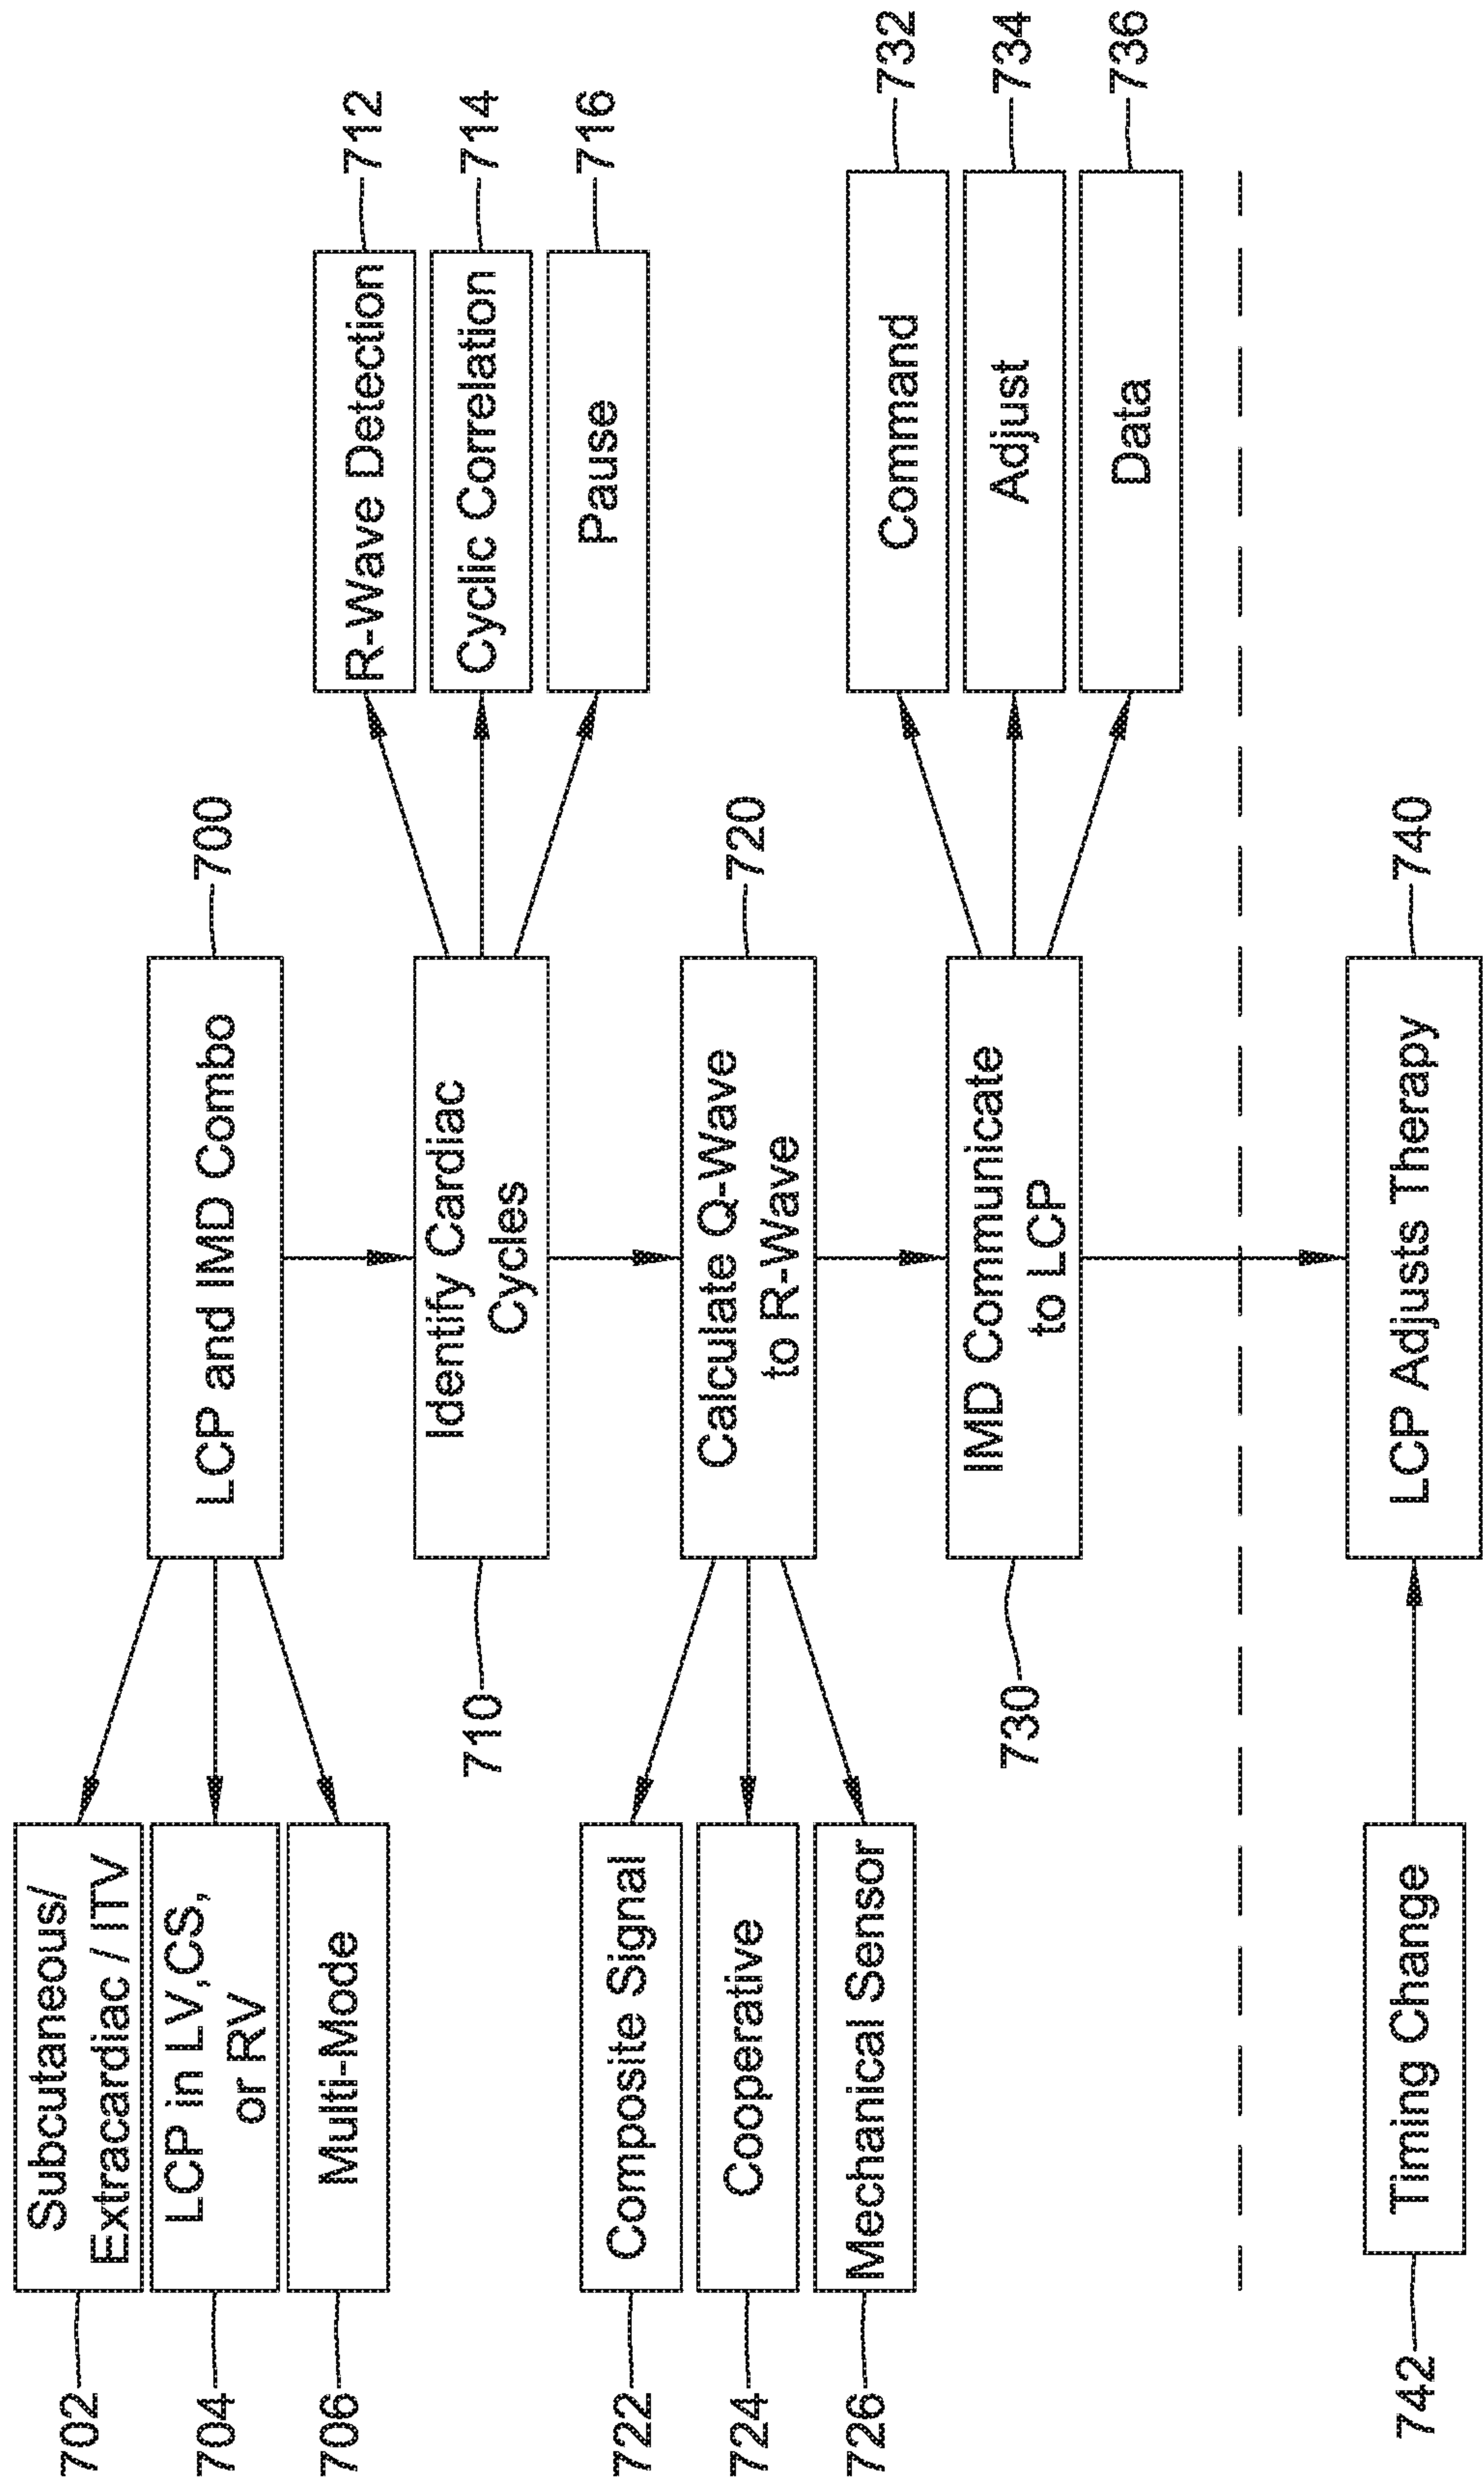 702
Subcutaneous/
Extracardiac / ITV
704
LCP in LV,CS,
or RV
706
Multi-Mode
LCP and IMD Combo
700
710
Identify Cardiac
Cycles
R-Wave Detection
712
Cyclic Correlation
714
Pause
716
722
Composite Signal
724
Cooperative
726
Mechanical Sensor
Calculate Q-Wave
to R-Wave
720
730
IMD Communicate
to LCP
Command
732
Adjust
734
Data
736
742
Timing Change
LCP Adjusts Therapy
740